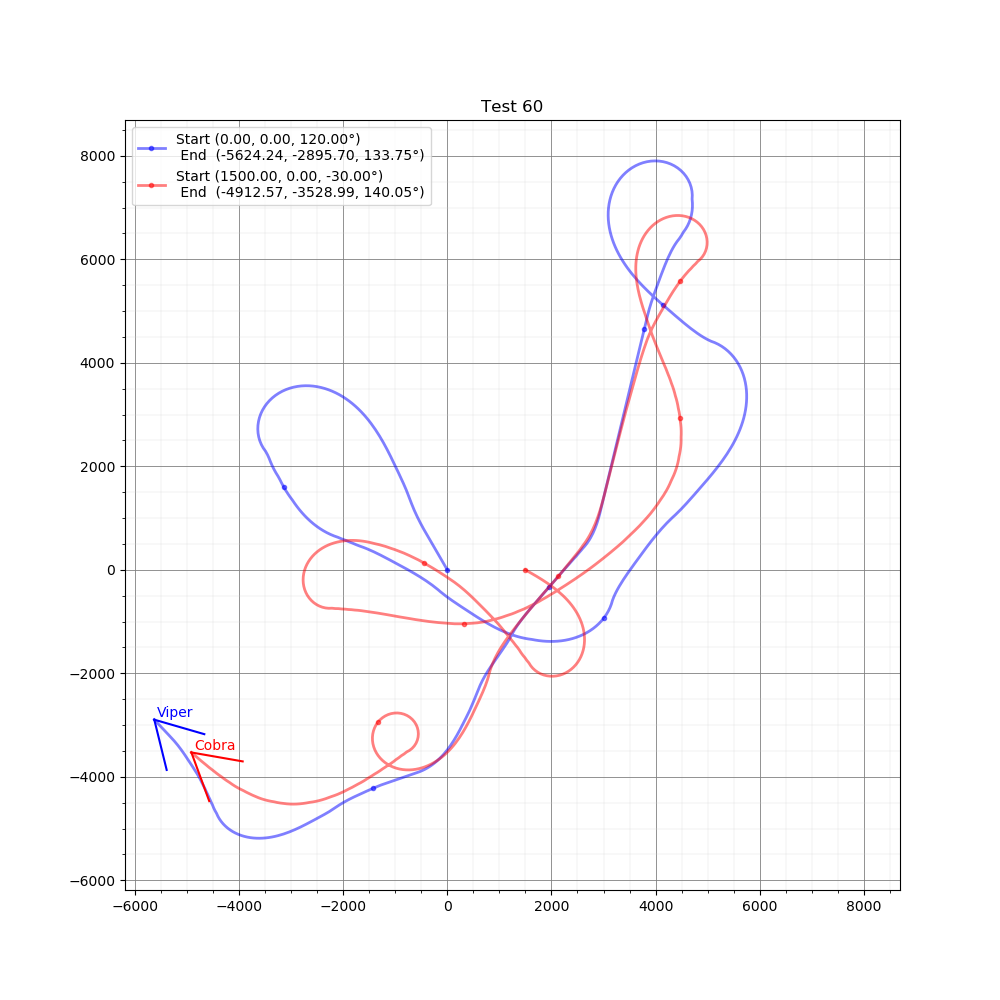 Test 60
Start (0.00, 0.00, 120.00°)
End (-5624.24, -2895.70, 133.75°)
Start (1500.00, 0.00, -30.00°)
End (-4912.57, -3528.99, 140.05°)
8000
6000
4000
2000
0
−2000
−4000
−6000
Viper
Cobra
−6000 −4000 −2000 0 2000 4000 6000 8000